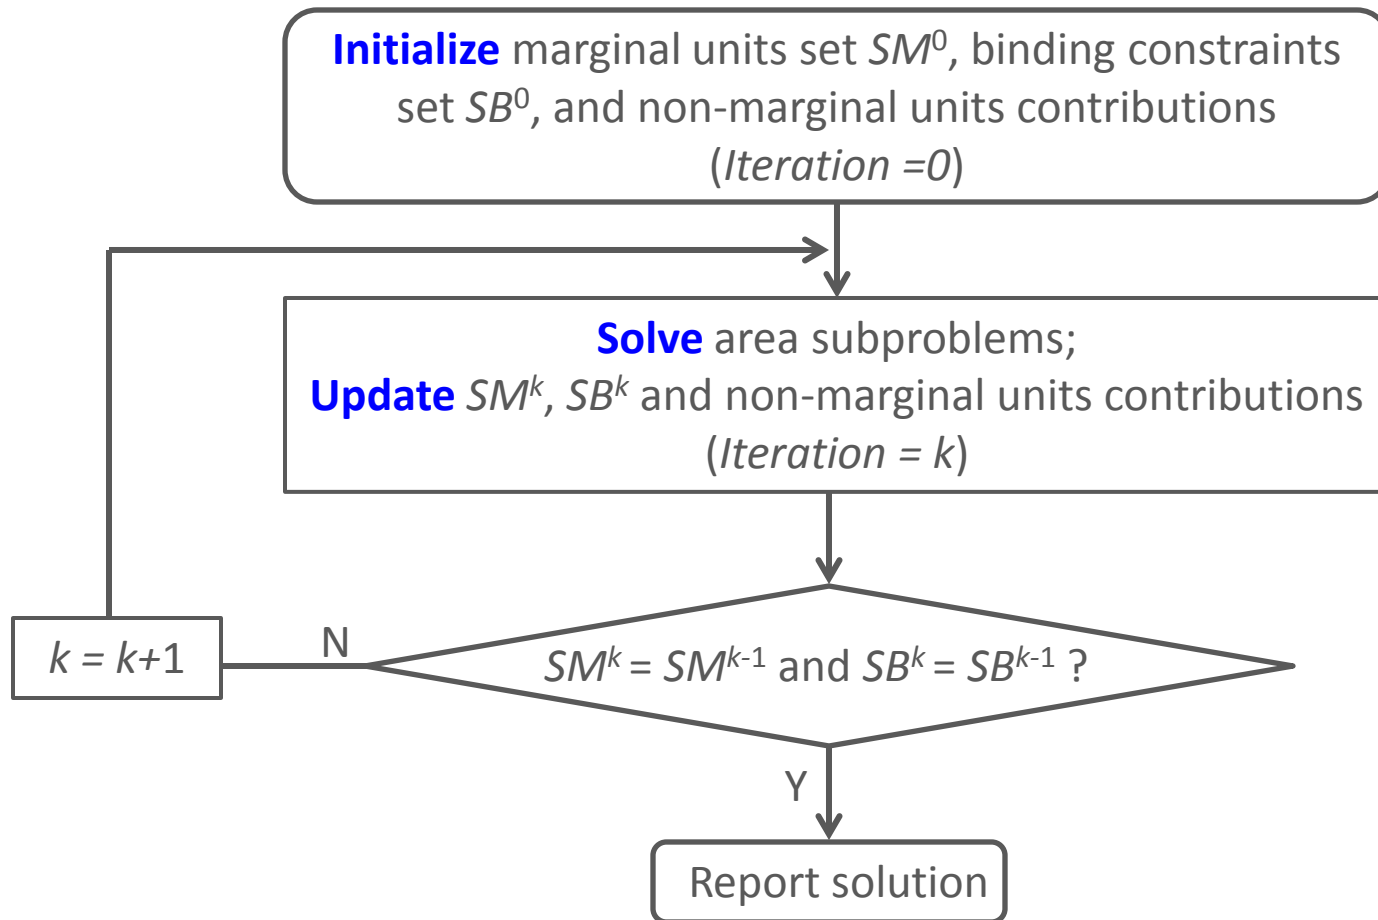 Initialize marginal units set SM⁰, binding constraints
set SB⁰, and non-marginal units contributions
(Iteration =0)
Solve area subproblems;
Update SMᵏ, SBᵏ and non-marginal units contributions
(Iteration = k)
k = k+1
N
SMᵏ = SMᵏ⁻¹ and SBᵏ = SBᵏ⁻¹ ?
Y
Report solution